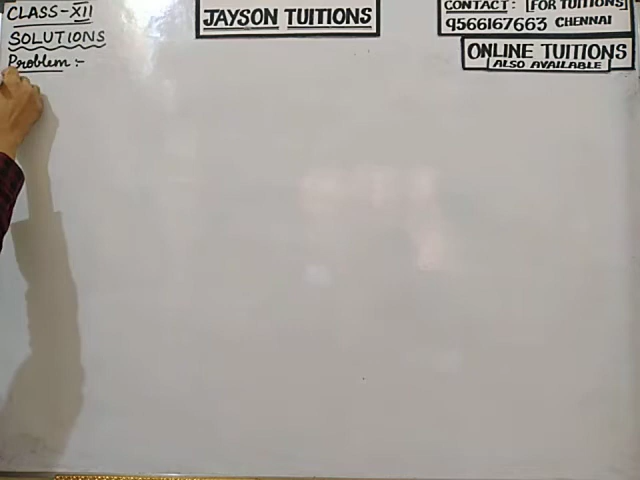 CLASS-XII
SOLUTIONS
Problem :-
JAYSON TUITIONS
CONTACT: [FOR TUITIONS]
9566167663 CHENNAI
ONLINE TUITIONS
ALSO AVAILABLE